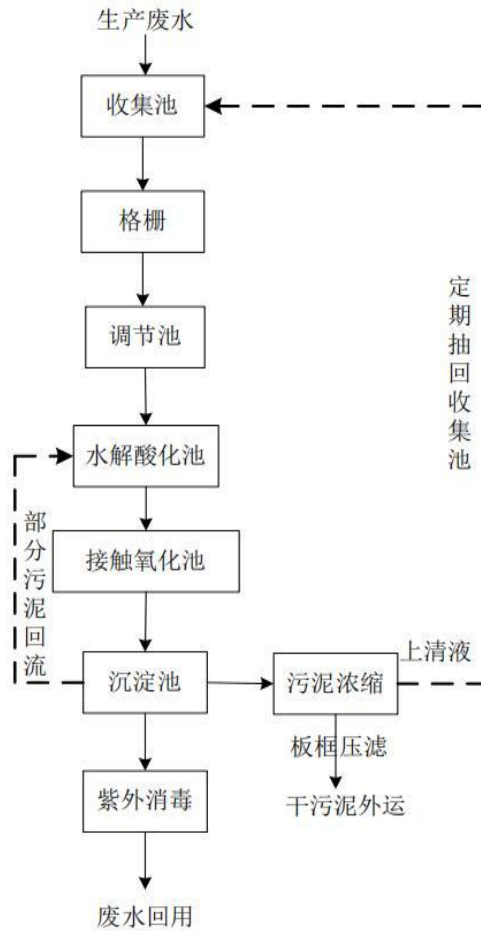 生产废水
收集池
格栅
调节池
定期抽回收集池
水解酸化池
部分污泥回流
接触氧化池
上清液
沉淀池
污泥浓缩
板框压滤
紫外消毒
干污泥外运
废水回用